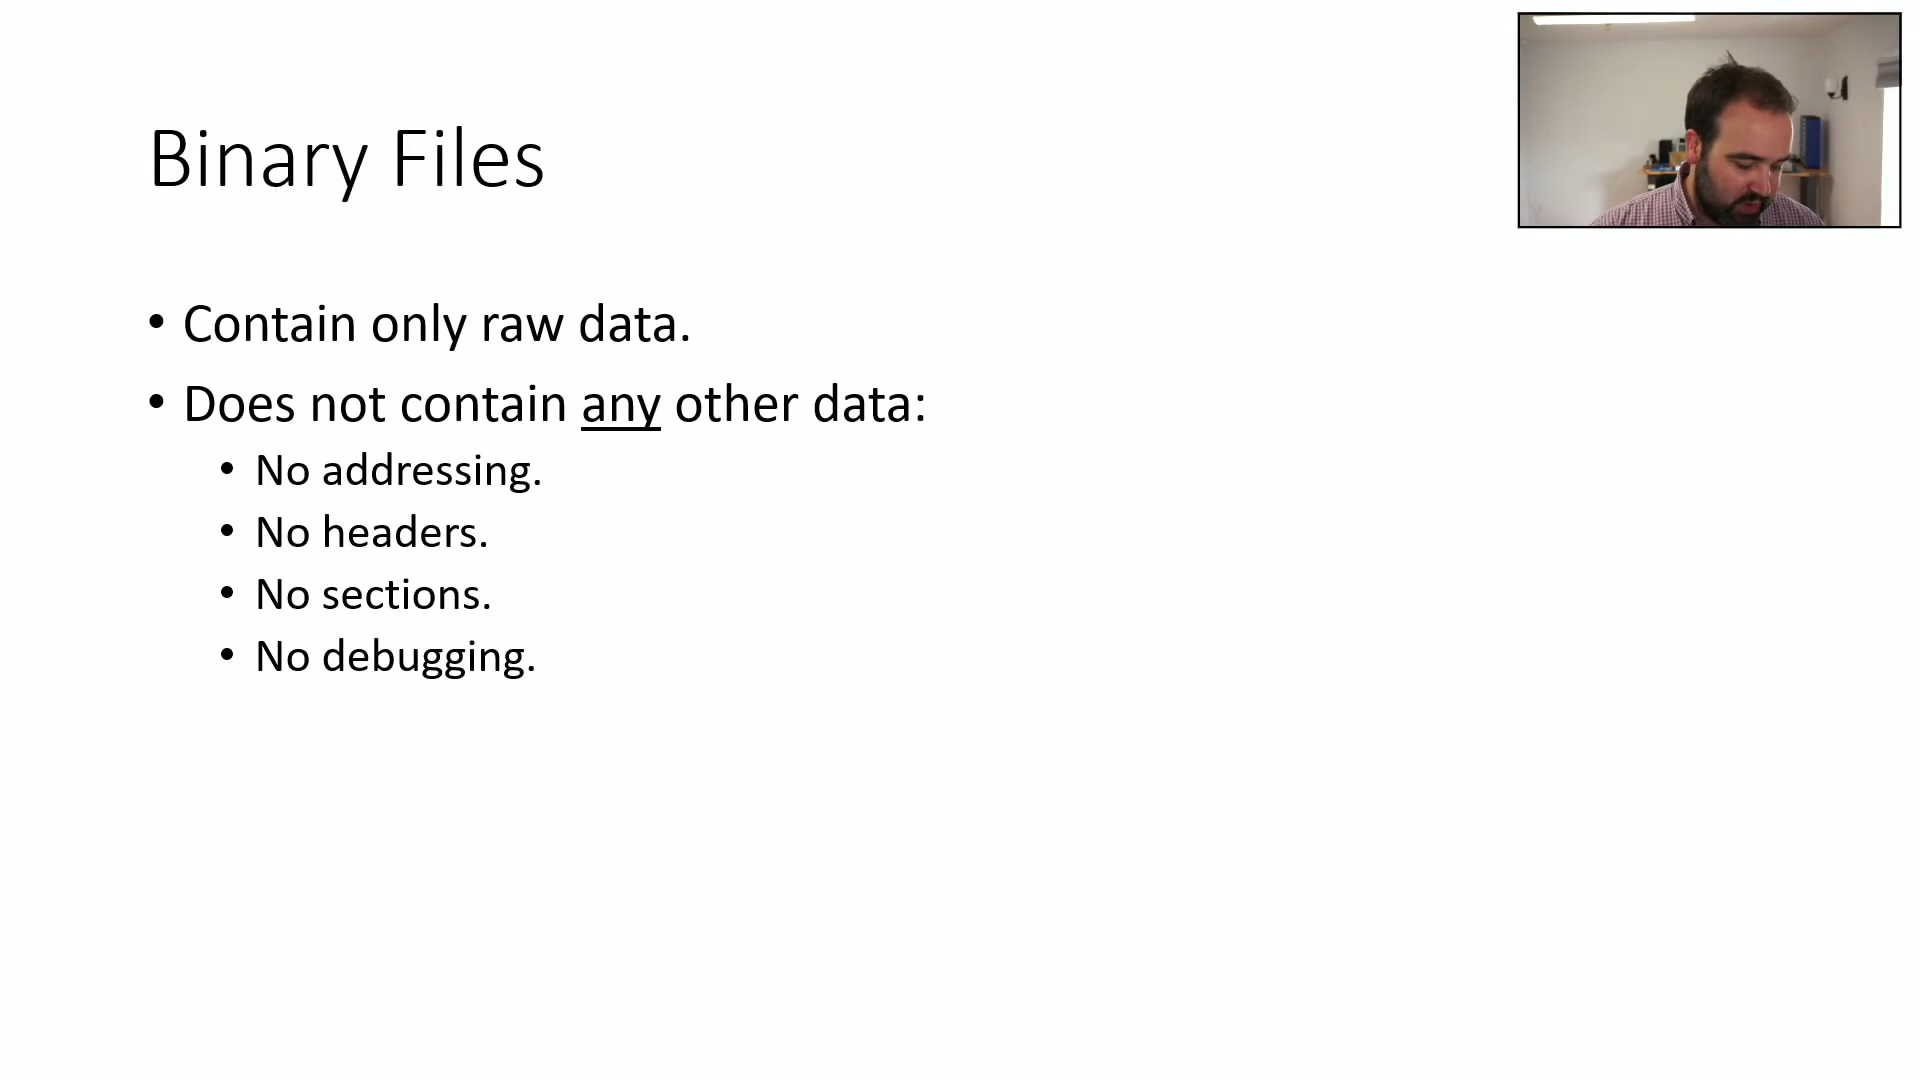 Binary Files
• Contain only raw data.
• Does not contain any other data:
• No addressing.
• No headers.
• No sections.
• No debugging.